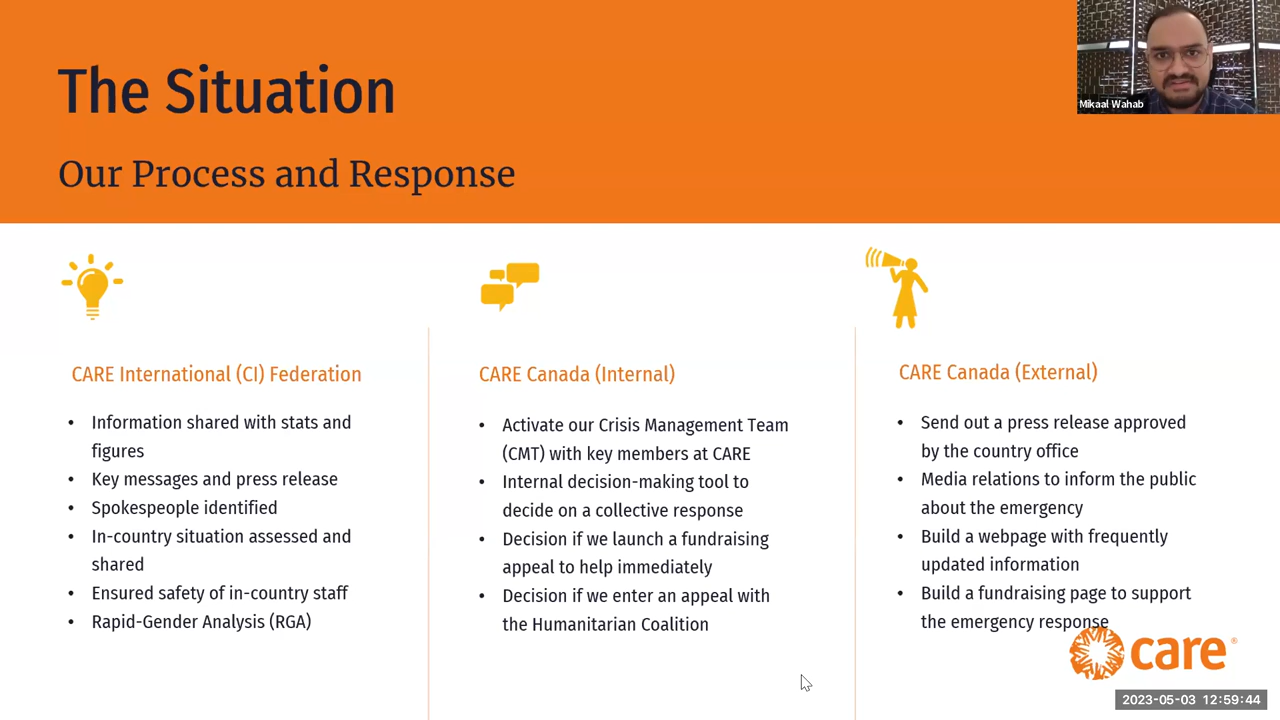 The Situation
Our Process and Response
Mikaal Wahab
CARE International (CI) Federation
• Information shared with stats and
figures
• Key messages and press release
• Spokespeople identified
• In-country situation assessed and
shared
• Ensured safety of in-country staff
• Rapid-Gender Analysis (RGA)
CARE Canada (Internal)
• Activate our Crisis Management Team
(CMT) with key members at CARE
• Internal decision-making tool to
decide on a collective response
• Decision if we launch a fundraising
appeal to help immediately
• Decision if we enter an appeal with
the Humanitarian Coalition
CARE Canada (External)
• Send out a press release approved
by the country office
• Media relations to inform the public
about the emergency
• Build a webpage with frequently
updated information
• Build a fundraising page to support
the emergency response
care®
2023-05-03 12:59:44